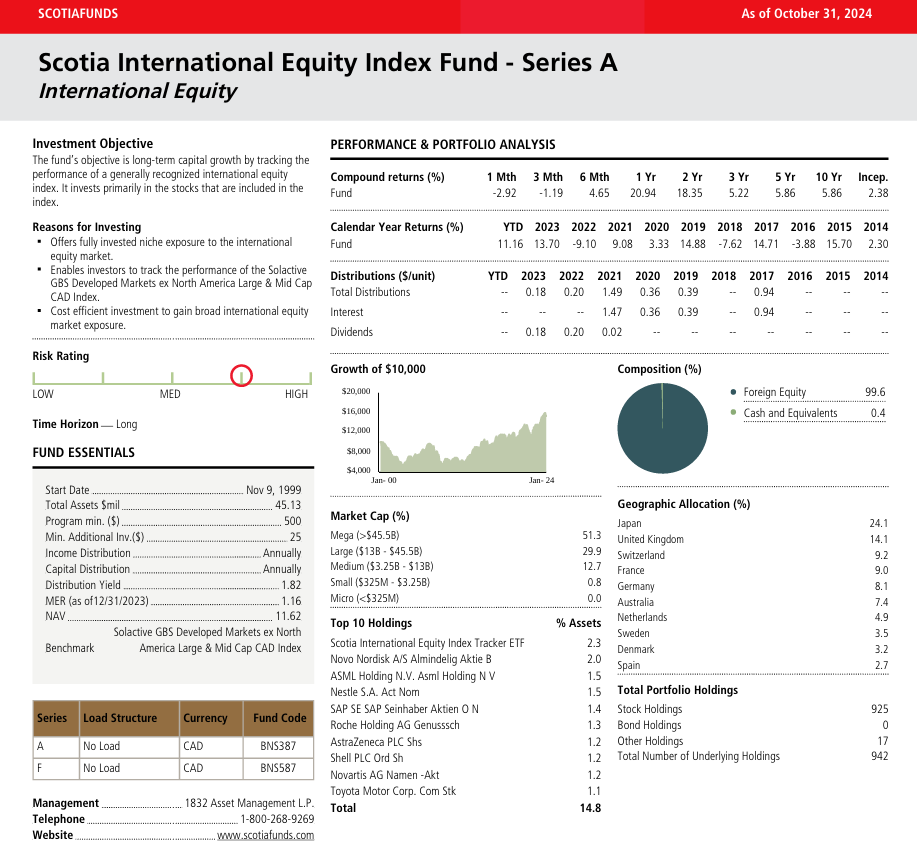 SCOTIAFUNDS
As of October 31, 2024
Scotia International Equity Index Fund - Series A
International Equity
Investment Objective
The fund's objective is long-term capital growth by tracking the
performance of a generally recognized international equity
index. It invests primarily in the stocks that are included in the
index.
Reasons for Investing
▪ Offers fully invested niche exposure to the international
equity market.
▪ Enables investors to track the performance of the Solactive
GBS Developed Markets ex North America Large & Mid Cap
CAD Index.
▪ Cost efficient investment to gain broad international equity
market exposure.
Risk Rating
LOW MED HIGH
Time Horizon — Long
FUND ESSENTIALS
Start Date Nov 9, 1999
Total Assets $mil 45.13
Program min. ($) 500
Min. Additional Inv.($) 25
Income Distribution Annually
Capital Distribution Annually
Distribution Yield 1.82
MER (as of12/31/2023) 1.16
NAV 11.62
Solactive GBS Developed Markets ex North
Benchmark America Large & Mid Cap CAD Index
Series Load Structure Currency Fund Code
A No Load CAD BNS387
F No Load CAD BNS587
Management 1832 Asset Management L.P.
Telephone 1-800-268-9269
Website www.scotiafunds.com
PERFORMANCE & PORTFOLIO ANALYSIS
Compound returns (%) 1 Mth 3 Mth 6 Mth 1 Yr 2 Yr 3 Yr 5 Yr 10 Yr Incep.
Fund -2.92 -1.19 4.65 20.94 18.35 5.22 5.86 5.86 2.38
Calendar Year Returns (%) YTD 2023 2022 2021 2020 2019 2018 2017 2016 2015 2014
Fund 11.16 13.70 -9.10 9.08 3.33 14.88 -7.62 14.71 -3.88 15.70 2.30
Distributions ($/unit) YTD 2023 2022 2021 2020 2019 2018 2017 2016 2015 2014
Total Distributions -- 0.18 0.20 1.49 0.36 0.39 -- 0.94 -- -- --
Interest -- -- -- 1.47 0.36 0.39 -- 0.94 -- -- --
Dividends -- 0.18 0.20 0.02 -- -- -- -- -- -- --
Growth of $10,000
$20,000
$16,000
$12,000
$8,000
$4,000
Jan- 00 Jan- 24
Market Cap (%)
Mega (>$45.5B) 51.3
Large ($13B - $45.5B) 29.9
Medium ($3.25B - $13B) 12.7
Small ($325M - $3.25B) 0.8
Micro (<$325M) 0.0
Top 10 Holdings % Assets
Scotia International Equity Index Tracker ETF 2.3
Novo Nordisk A/S Almindelig Aktie B 2.0
ASML Holding N.V. Asml Holding N V 1.5
Nestle S.A. Act Nom 1.5
SAP SE SAP Seinhaber Aktien O N 1.4
Roche Holding AG Genusssch 1.3
AstraZeneca PLC Shs 1.2
Shell PLC Ord Sh 1.2
Novartis AG Namen -Akt 1.2
Toyota Motor Corp. Com Stk 1.1
Total 14.8
Composition (%)
Foreign Equity 99.6
Cash and Equivalents 0.4
Geographic Allocation (%)
Japan 24.1
United Kingdom 14.1
Switzerland 9.2
France 9.0
Germany 8.1
Australia 7.4
Netherlands 4.9
Sweden 3.5
Denmark 3.2
Spain 2.7
Total Portfolio Holdings
Stock Holdings 925
Bond Holdings 0
Other Holdings 17
Total Number of Underlying Holdings 942